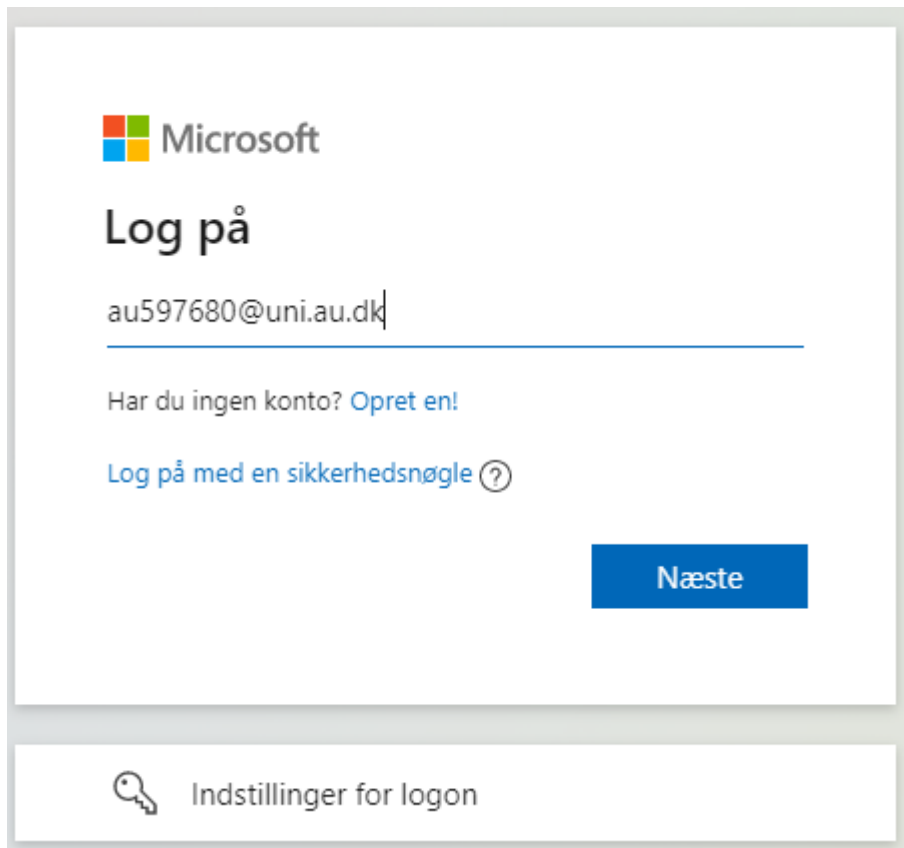 Microsoft
Log på
au597680@uni.au.dk
Har du ingen konto? Opret en!
Log på med en sikkerhedsnøgle
Næste
Indstillinger for logon